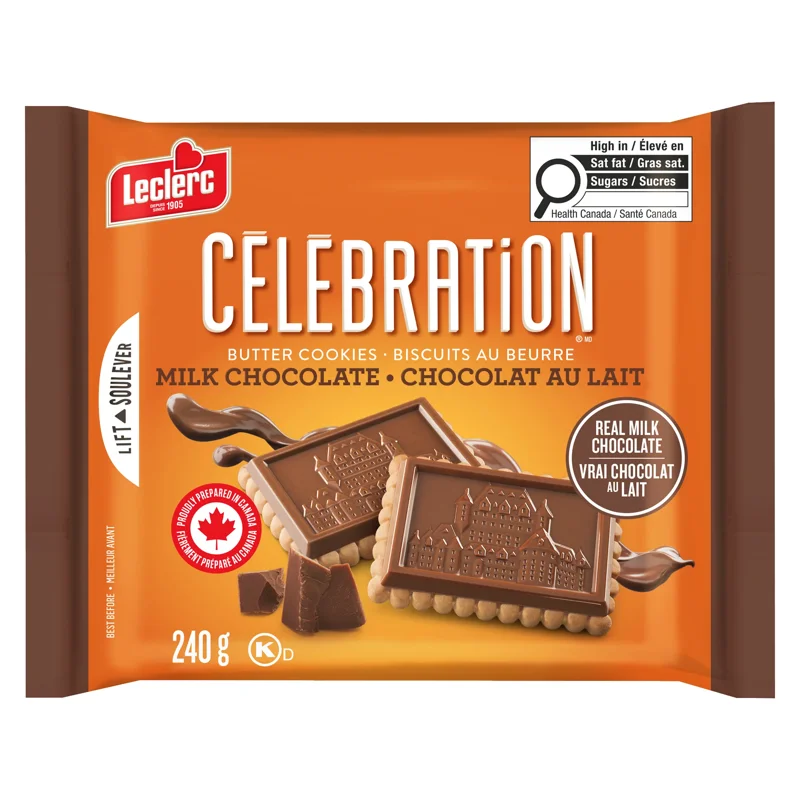 Leclerc
DEPUIS
SINCE 1905
High in / Élevé en
Sat fat / Gras sat.
Sugars / Sucres
Health Canada / Santé Canada
CĒLĒBRATiON
® MD
BUTTER COOKIES • BISCUITS AU BEURRE
MILK CHOCOLATE • CHOCOLAT AU LAIT
LIFT ▲ SOULEVER
REAL MILK
CHOCOLATE
VRAI CHOCOLAT
AU LAIT
PROUDLY PREPARED IN CANADA
FIÈREMENT PRÉPARÉ AU CANADA
BEST BEFORE • MEILLEUR AVANT
240 g
K D